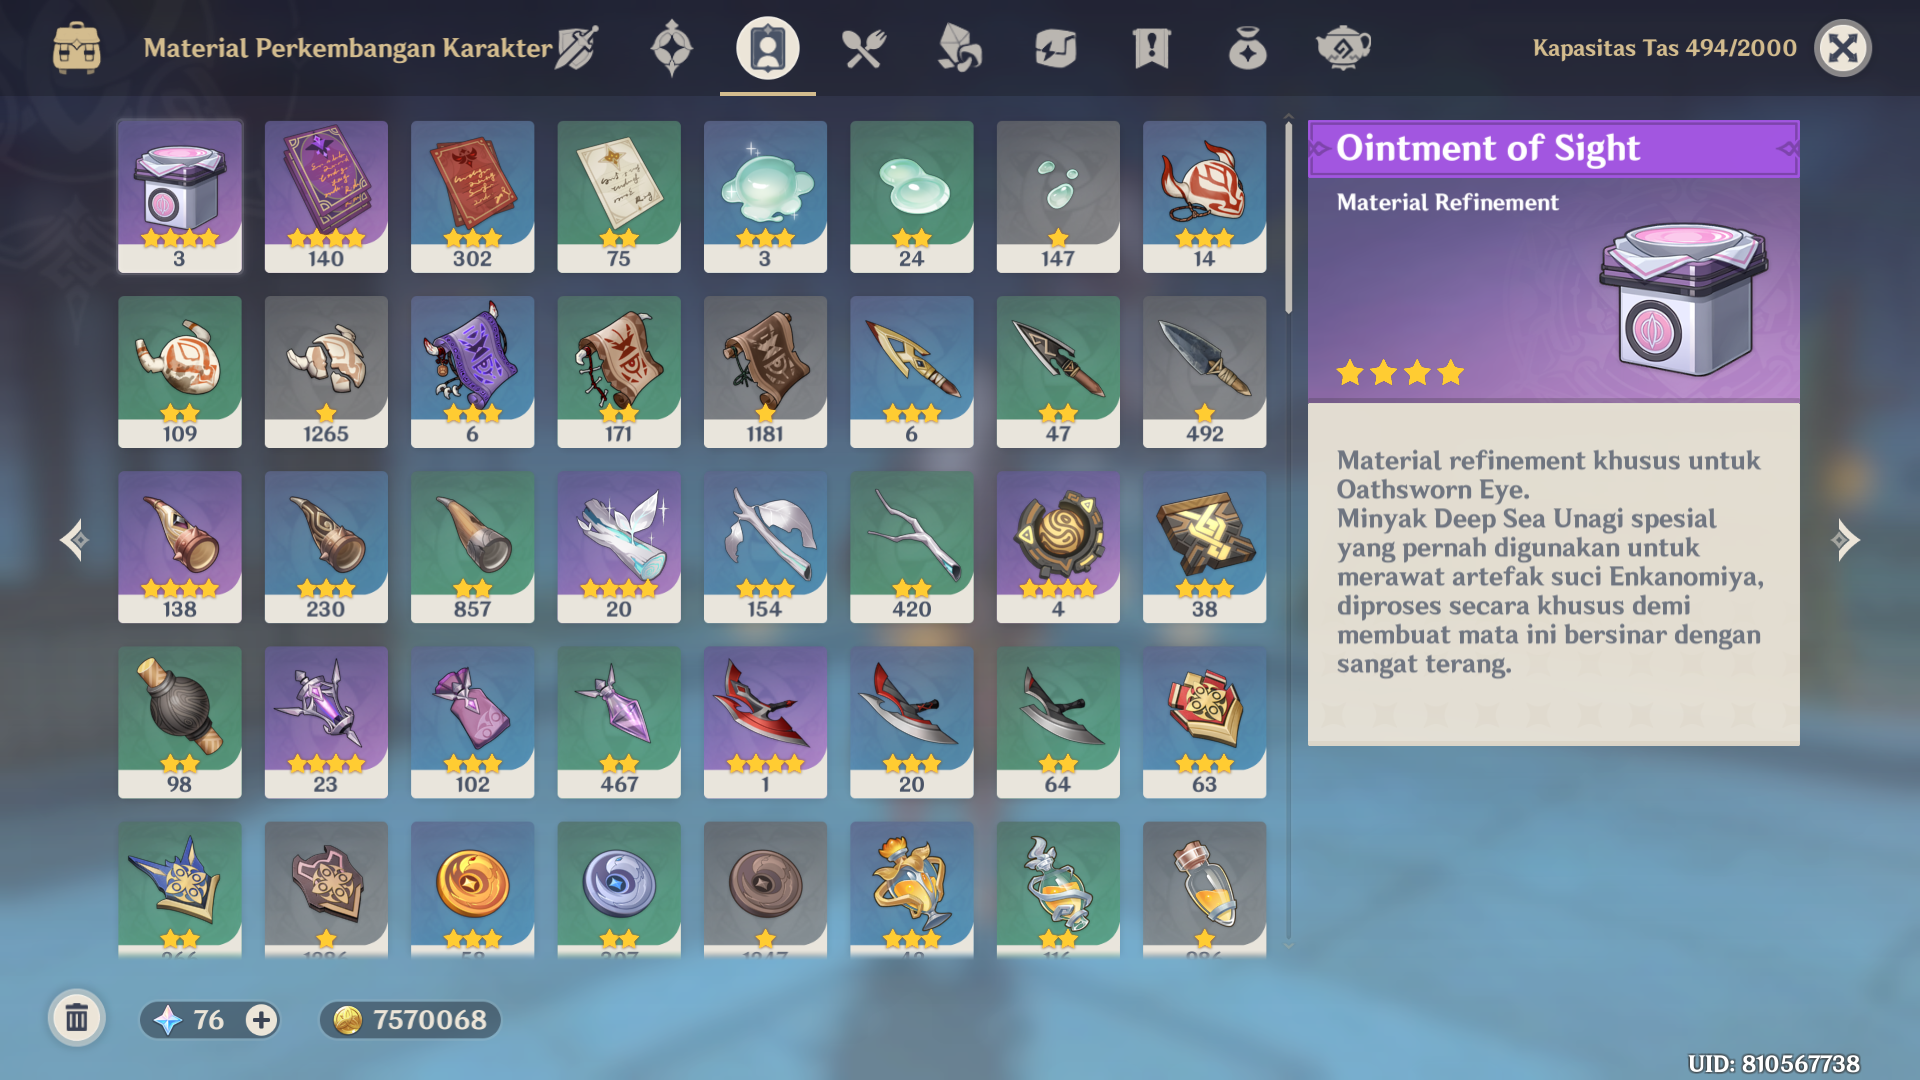 Material Perkembangan Karakter
Kapasitas Tas 494/2000
3
140
302
75
3
24
147
14
109
1265
6
171
1181
6
47
492
138
230
857
20
154
420
4
38
98
23
102
467
1
20
64
63
Ointment of Sight
Material Refinement
Material refinement khusus untuk
Oathsworn Eye.
Minyak Deep Sea Unagi spesial
yang pernah digunakan untuk
merawat artefak suci Enkanomiya,
diproses secara khusus demi
membuat mata ini bersinar dengan
sangat terang.
76
7570068
UID: 810567738